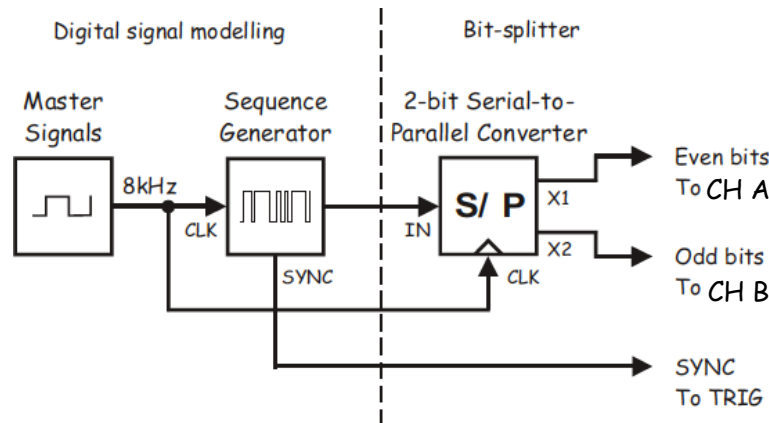 Digital signal modelling
Bit-splitter
Master
Signals
Sequence
Generator
2-bit Serial-to-
Parallel Converter
8kHz
CLK
SYNC
IN
S/ P
X1
X2
CLK
Even bits
To CH A
Odd bits
To CH B
SYNC
To TRIG